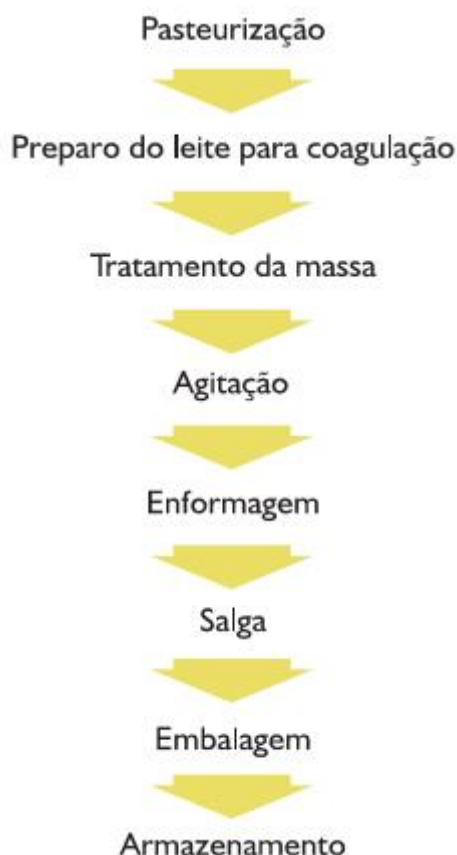 Pasteurização
Preparo do leite para coagulação
Tratamento da massa
Agitação
Enformagem
Salga
Embalagem
Armazenamento